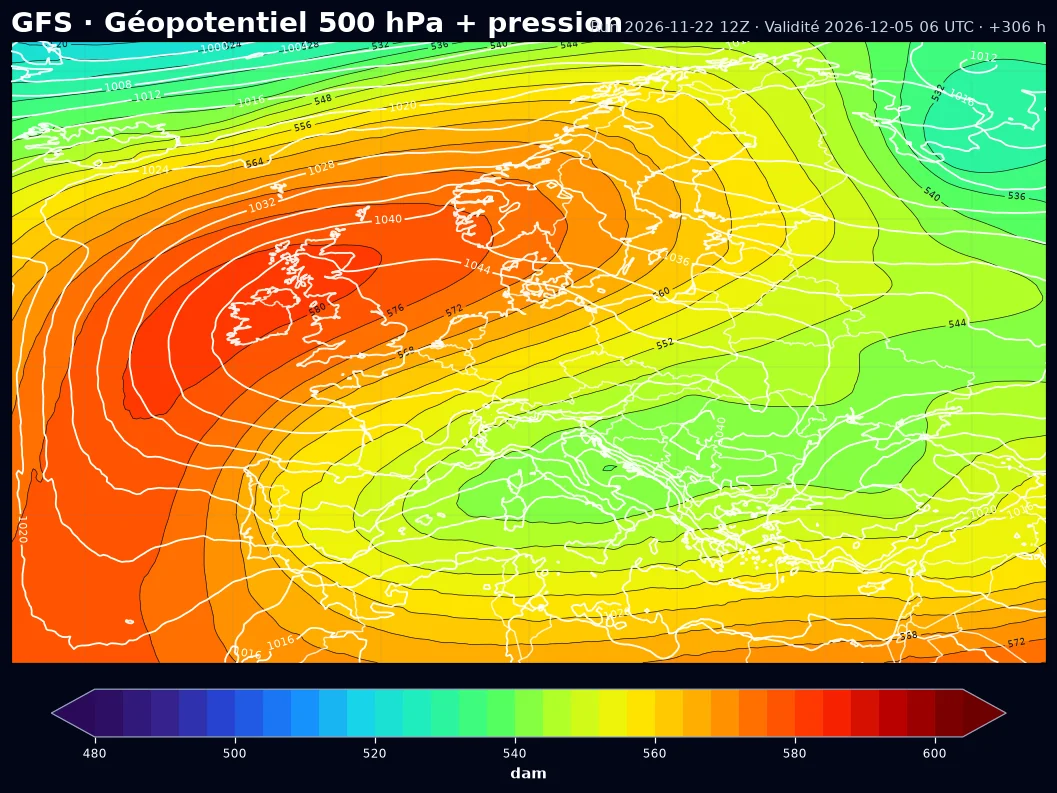 GFS · Géopotentiel 500 hPa + pression
Run 2026-11-22 12Z · Validité 2026-12-05 06 UTC · +306 h
1000 1004 532 536 540 544 1012
1008
1012 1016 548 1020 532 1016
556
1024 564 1028
1032 540 536
1040
1036
1044
560
580 576 572 544
568 552
1020
1016
1016 568 572
480 500 520 540 560 580 600
dam